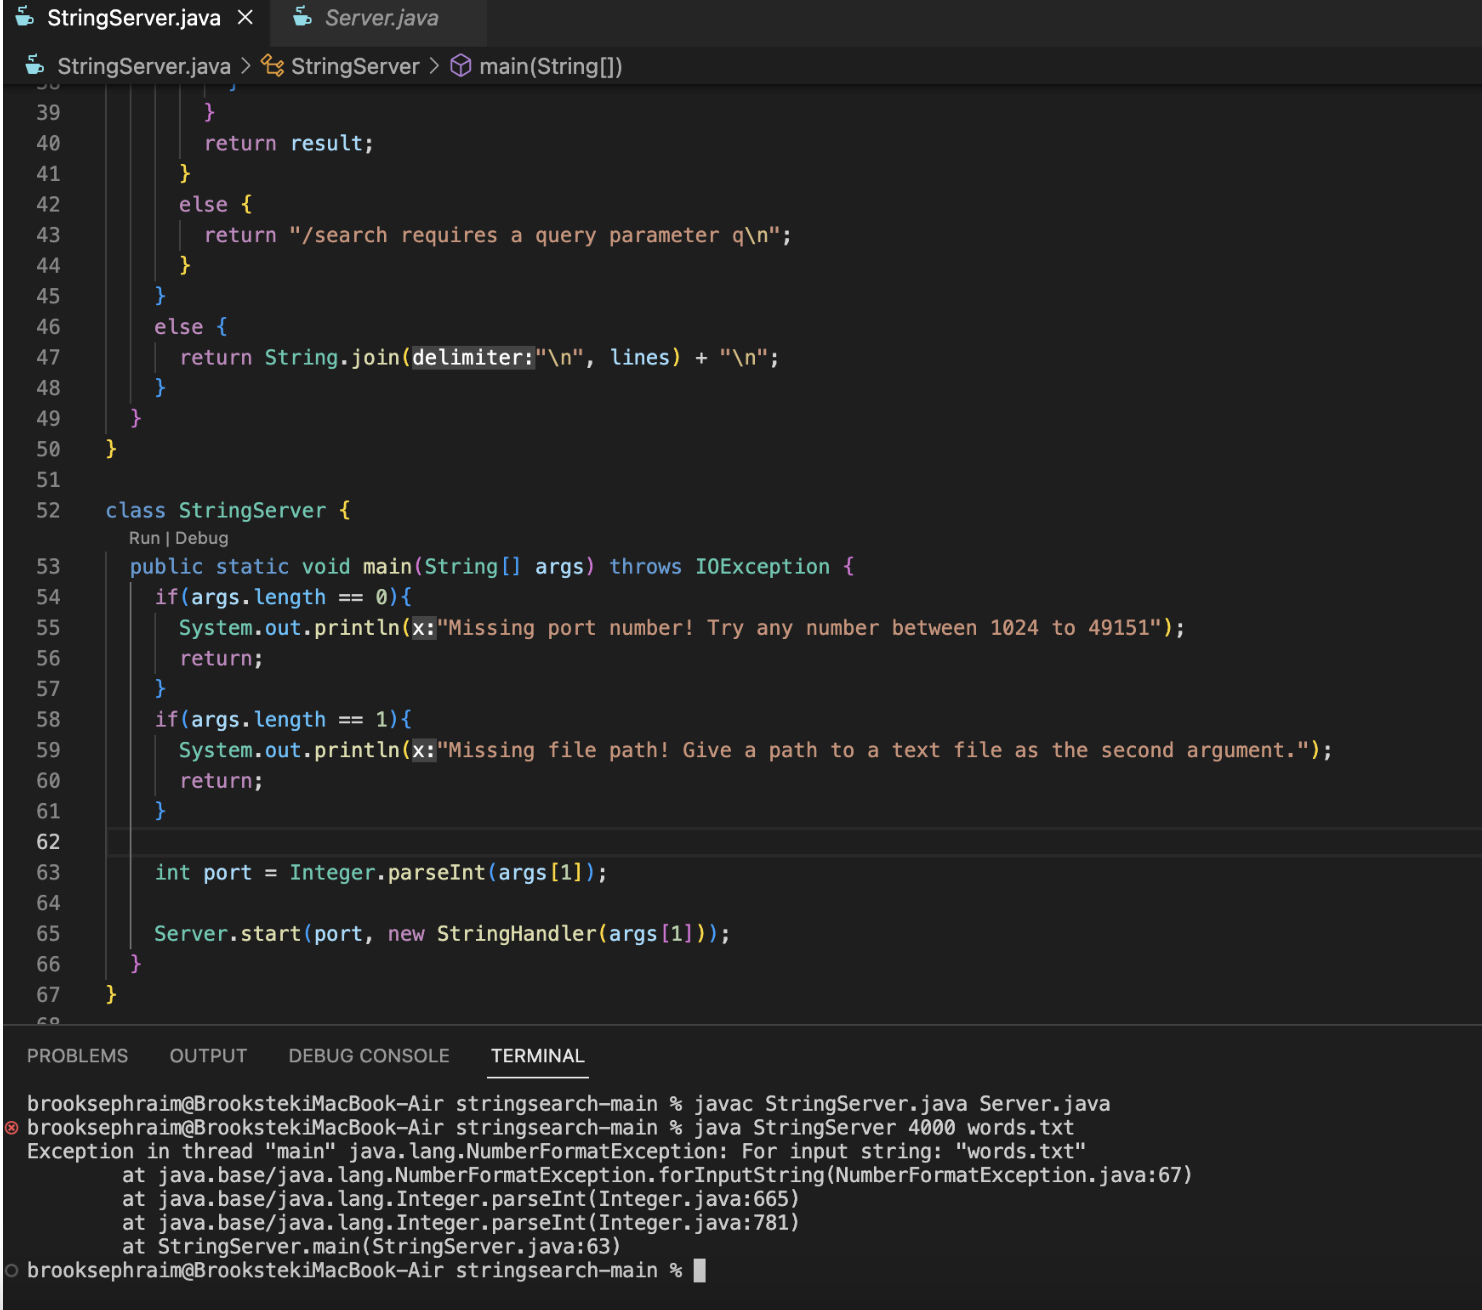 StringServer.java × Server.java
StringServer.java > StringServer > main(String[])
39 }
40 return result;
41 }
42 else {
43 return "/search requires a query parameter q\n";
44 }
45 }
46 else {
47 return String.join(delimiter:"\n", lines) + "\n";
48 }
49 }
50 }
51
52 class StringServer {
Run | Debug
53 public static void main(String[] args) throws IOException {
54 if(args.length == 0){
55 System.out.println(x:"Missing port number! Try any number between 1024 to 49151");
56 return;
57 }
58 if(args.length == 1){
59 System.out.println(x:"Missing file path! Give a path to a text file as the second argument.");
60 return;
61 }
62
63 int port = Integer.parseInt(args[1]);
64
65 Server.start(port, new StringHandler(args[1]));
66 }
67 }
PROBLEMS OUTPUT DEBUG CONSOLE TERMINAL
brooksephraim@BrookstekiMacBook-Air stringsearch-main % javac StringServer.java Server.java
brooksephraim@BrookstekiMacBook-Air stringsearch-main % java StringServer 4000 words.txt
Exception in thread "main" java.lang.NumberFormatException: For input string: "words.txt"
at java.base/java.lang.NumberFormatException.forInputString(NumberFormatException.java:67)
at java.base/java.lang.Integer.parseInt(Integer.java:665)
at java.base/java.lang.Integer.parseInt(Integer.java:781)
at StringServer.main(StringServer.java:63)
brooksephraim@BrookstekiMacBook-Air stringsearch-main %